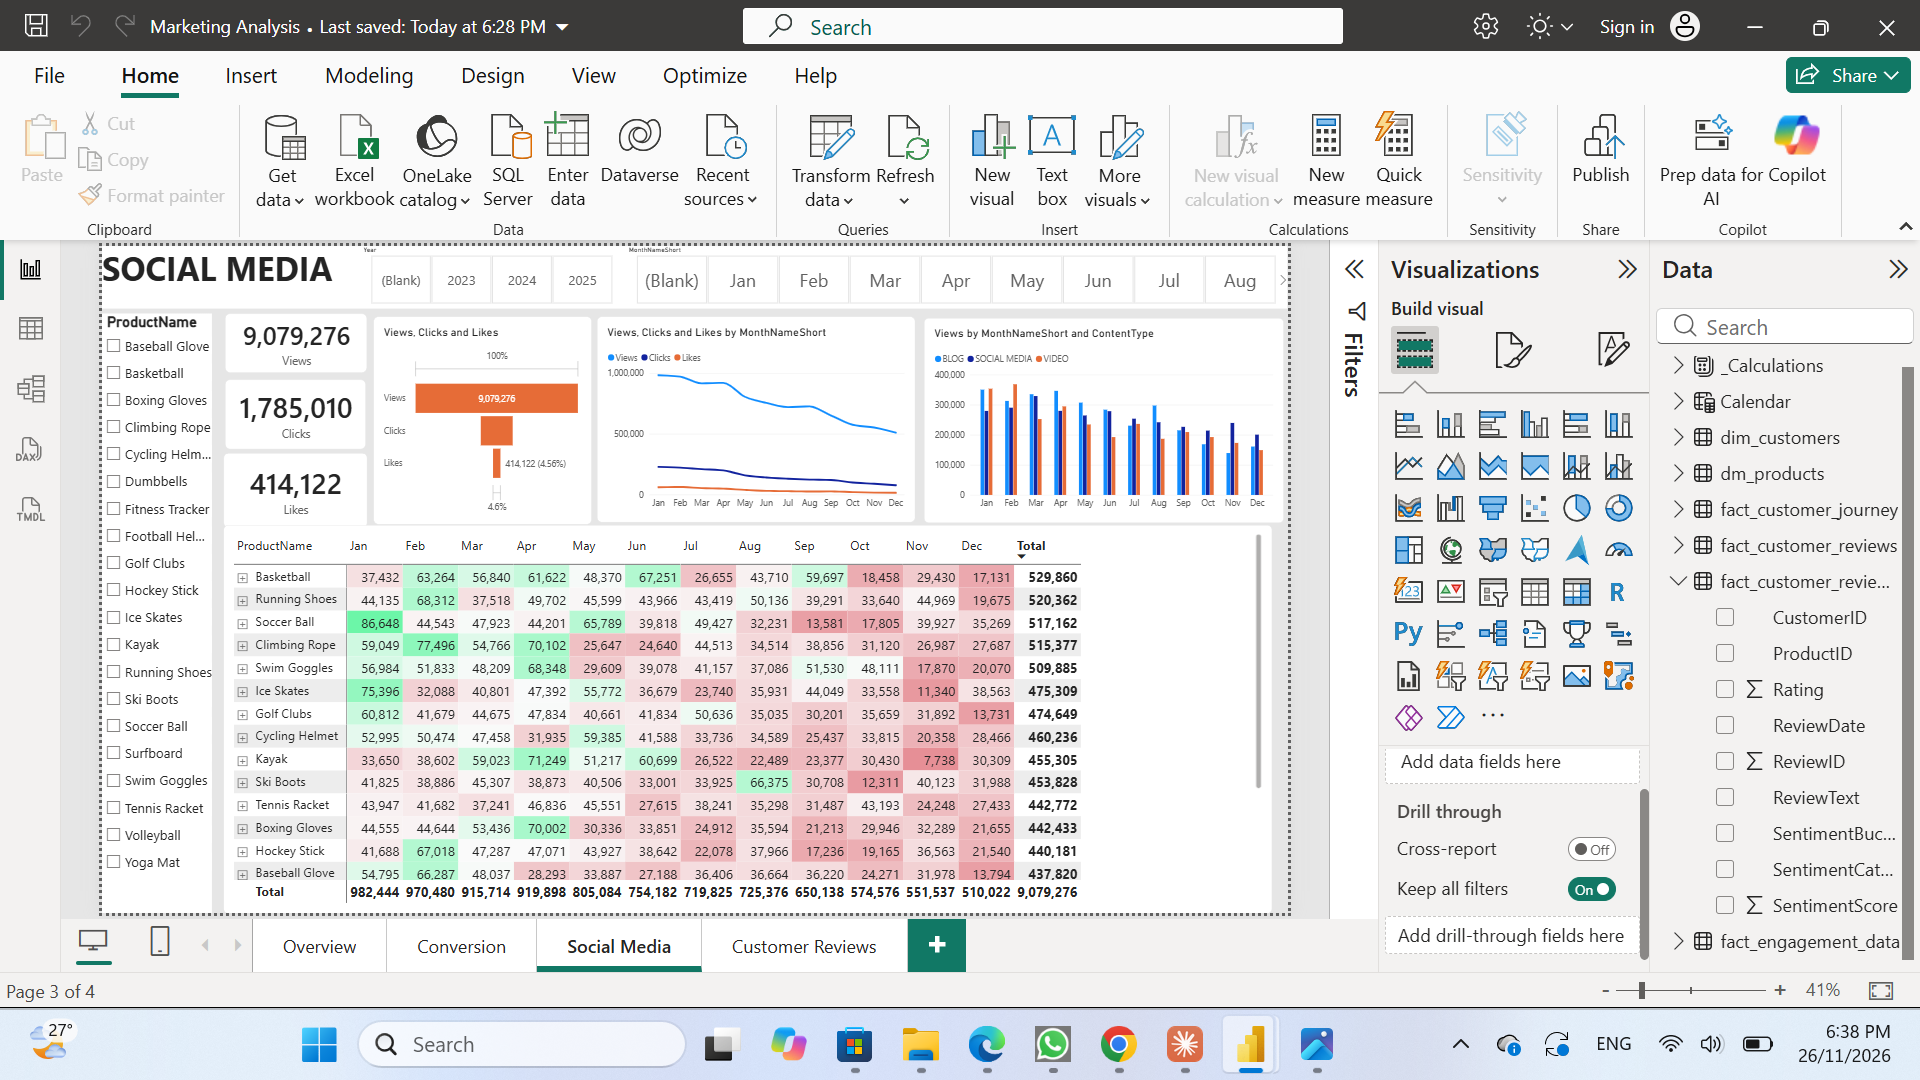 Marketing Analysis • Last saved: Today at 6:28 PM
Search
Sign in
File Home Insert Modeling Design View Optimize Help
Share
Paste
Cut
Copy
Format painter
Clipboard
Get data
Excel workbook
OneLake catalog
SQL Server
Enter data
Dataverse
Recent sources
Data
Transform data
Refresh
Queries
New visual
Text box
More visuals
Insert
New visual calculation
New measure
Quick measure
Calculations
Sensitivity
Sensitivity
Publish
Share
Prep data for AI
Copilot
Copilot
SOCIAL MEDIA
Year
(Blank) 2023 2024 2025
MonthNameShort
(Blank) Jan Feb Mar Apr May Jun Jul Aug
ProductName
Baseball Glove
Basketball
Boxing Gloves
Climbing Rope
Cycling Helm...
Dumbbells
Fitness Tracker
Football Hel...
Golf Clubs
Hockey Stick
Ice Skates
Kayak
Running Shoes
Ski Boots
Soccer Ball
Surfboard
Swim Goggles
Tennis Racket
Volleyball
Yoga Mat
9,079,276
Views
1,785,010
Clicks
414,122
Likes
Views, Clicks and Likes
100%
Views
9,079,276
Clicks
Likes
414,122 (4.56%)
4.6%
Views, Clicks and Likes by MonthNameShort
Views Clicks Likes
1,000,000
500,000
0
Jan Feb Mar Apr May Jun Jul Aug Sep Oct Nov Dec
Views by MonthNameShort and ContentType
BLOG SOCIAL MEDIA VIDEO
400,000
300,000
200,000
100,000
0
Jan Feb Mar Apr May Jun Jul Aug Sep Oct Nov Dec
ProductName Jan Feb Mar Apr May Jun Jul Aug Sep Oct Nov Dec Total
Basketball 37,432 63,264 56,840 61,622 48,370 67,251 26,655 43,710 59,697 18,458 29,430 17,131 529,860
Running Shoes 44,135 68,312 37,518 49,702 45,599 43,966 43,419 50,136 39,291 33,640 44,969 19,675 520,362
Soccer Ball 86,648 44,543 47,923 44,201 65,789 39,818 49,427 32,231 13,581 17,805 39,927 35,269 517,162
Climbing Rope 59,049 77,496 54,766 70,102 25,647 24,640 44,513 34,514 38,856 31,120 26,987 27,687 515,377
Swim Goggles 56,984 51,833 48,209 68,348 29,609 39,078 41,157 37,086 51,530 48,111 17,870 20,070 509,885
Ice Skates 75,396 32,088 40,801 47,392 55,772 36,679 23,740 35,931 44,049 33,558 11,340 38,563 475,309
Golf Clubs 60,812 41,679 44,675 47,834 40,661 41,834 50,636 35,035 30,201 35,659 31,892 13,731 474,649
Cycling Helmet 52,995 50,474 47,458 31,935 59,385 41,588 33,736 34,589 25,437 33,815 20,358 28,466 460,236
Kayak 33,650 38,602 59,023 71,249 51,217 60,699 26,522 22,489 23,377 30,430 7,738 30,309 455,305
Ski Boots 41,825 38,886 45,307 38,873 40,506 33,001 33,925 66,375 30,708 12,311 40,123 31,988 453,828
Tennis Racket 43,947 41,682 37,241 46,836 45,551 27,615 38,241 35,298 31,487 43,193 24,248 27,433 442,772
Boxing Gloves 44,555 44,644 53,436 70,002 30,336 33,851 24,912 35,594 21,213 29,946 32,289 21,655 442,433
Hockey Stick 41,688 67,018 47,287 47,071 43,927 38,642 22,078 37,966 17,236 19,165 36,563 21,540 440,181
Baseball Glove 54,795 66,287 48,037 28,293 33,887 27,188 36,406 36,664 36,220 24,271 31,978 13,794 437,820
Total 982,444 970,480 915,714 919,898 805,084 754,182 719,825 725,376 650,138 574,576 551,537 510,022 9,079,276
Filters
Visualizations
Build visual
Add data fields here
Drill through
Cross-report
Off
Keep all filters
On
Add drill-through fields here
Data
Search
_Calculations
Calendar
dim_customers
dm_products
fact_customer_journey
fact_customer_reviews
fact_customer_revie...
CustomerID
ProductID
Rating
ReviewDate
ReviewID
ReviewText
SentimentBuc...
SentimentCat...
SentimentScore
fact_engagement_data
Overview
Conversion
Social Media
Customer Reviews
Page 3 of 4
41%
27°
Search
ENG
6:38 PM
26/11/2026